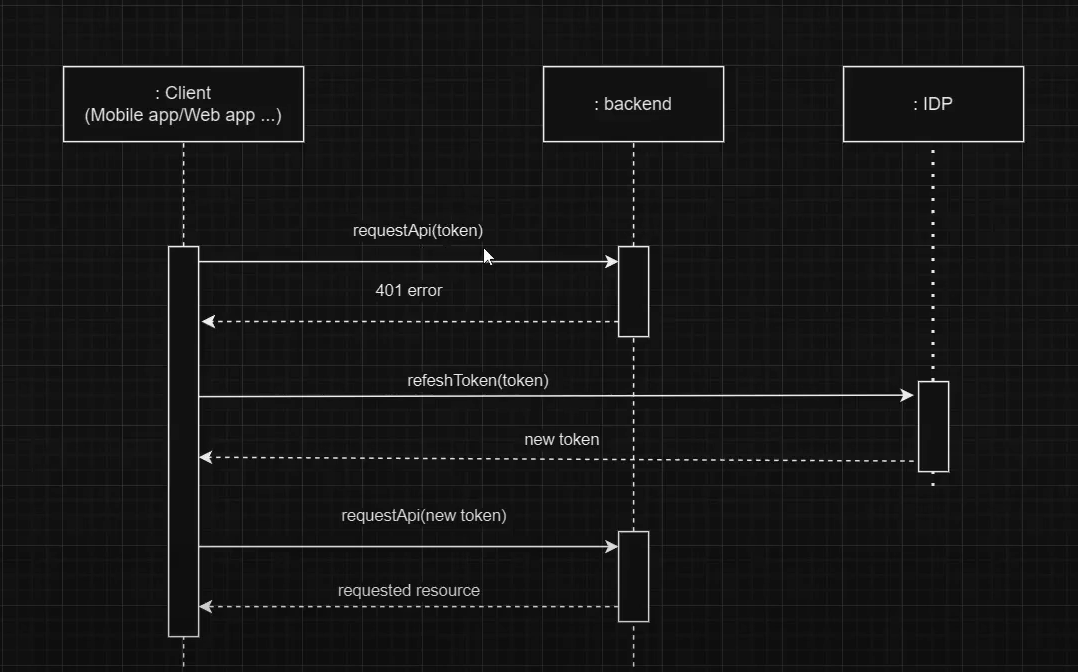 : Client
(Mobile app/Web app ...)
: backend
: IDP
requestApi(token)
401 error
refeshToken(token)
new token
requestApi(new token)
requested resource